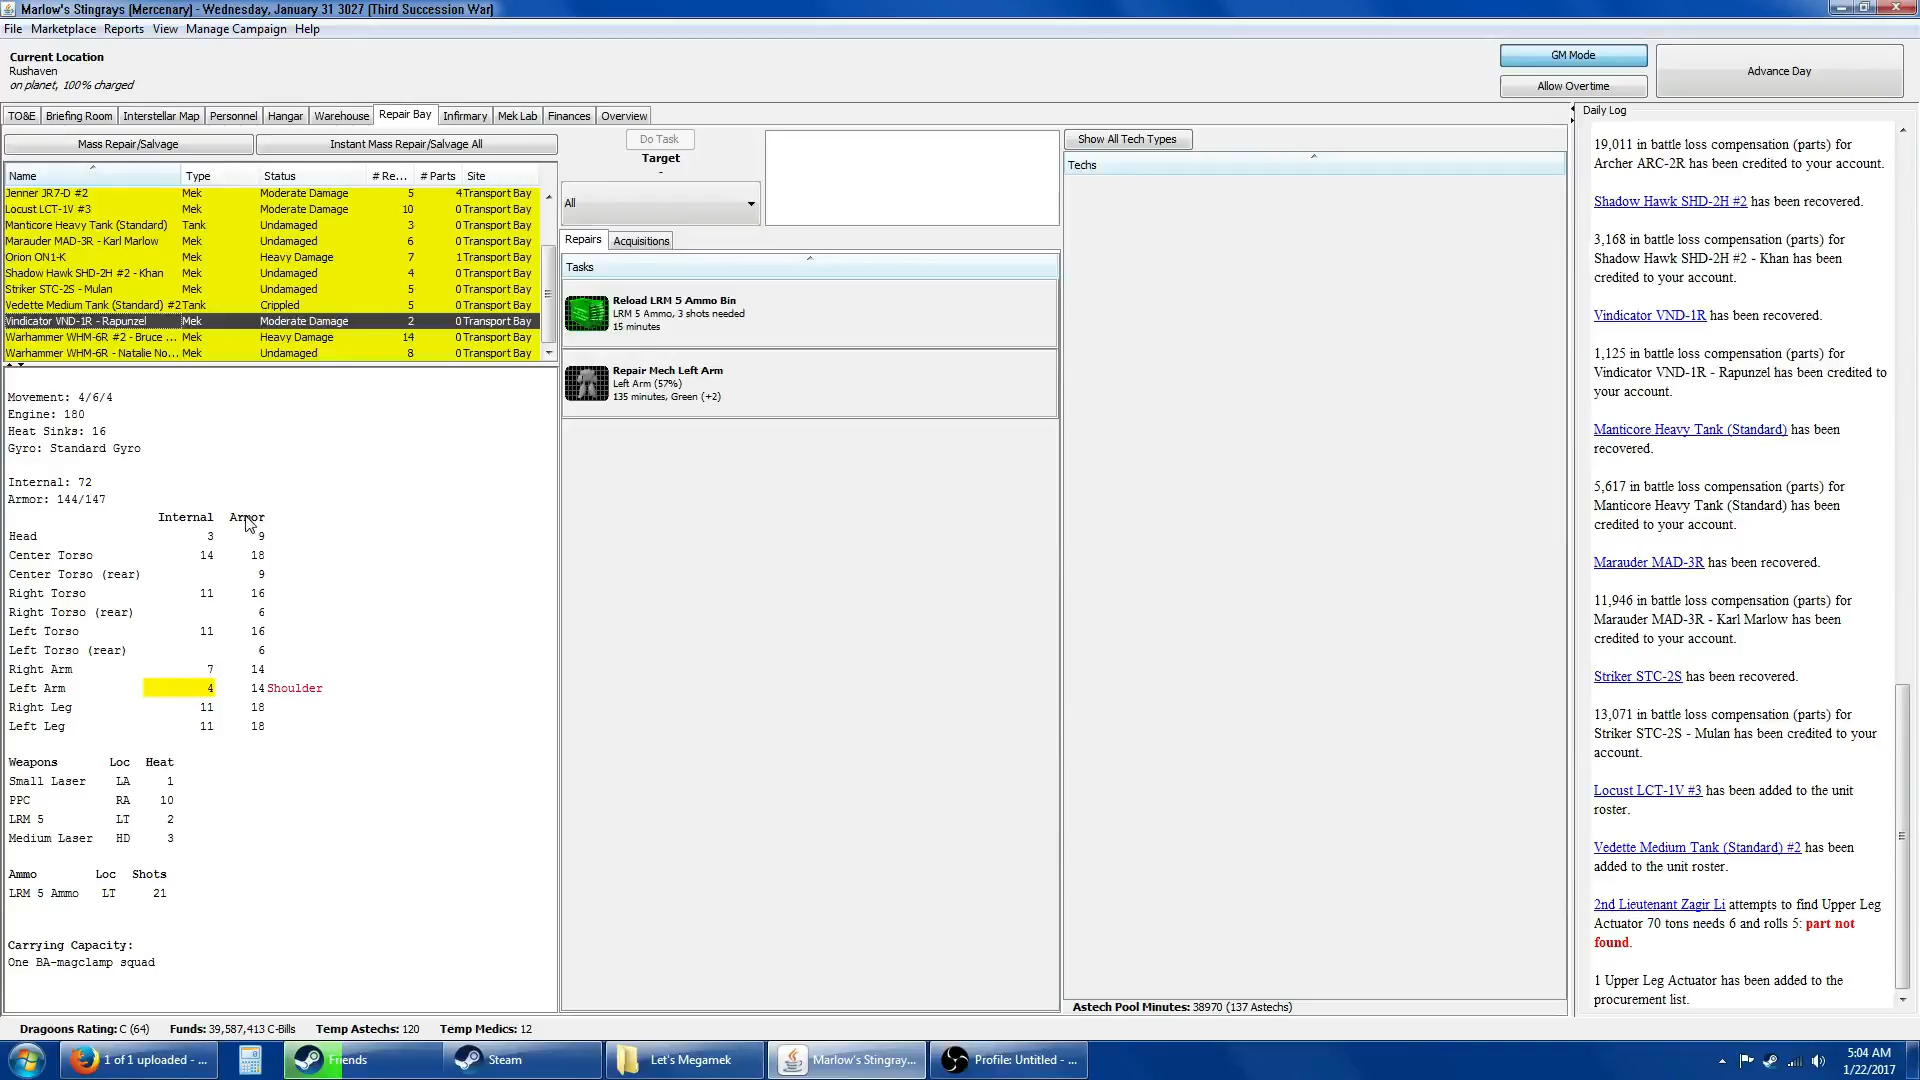 Marlow's Stingrays (Mercenary) - Wednesday, January 31 3027 (Third Succession War)
File Marketplace Reports View Manage Campaign Help
Current Location
Rushaven
on planet, 100% charged
GM Mode
Allow Overtime
Advance Day
TO&E Briefing Room Interstellar Map Personnel Hangar Warehouse Repair Bay Infirmary Mek Lab Finances Overview
Mass Repair/Salvage Instant Mass Repair/Salvage All
Name Type Status # Re... # Parts Site
Jenner JR7-D #2 Mek Moderate Damage 5 4 Transport Bay
Locust LCT-1V #3 Mek Moderate Damage 10 0 Transport Bay
Manticore Heavy Tank (Standard) Tank Undamaged 3 0 Transport Bay
Marauder MAD-3R - Karl Marlow Mek Undamaged 6 0 Transport Bay
Orion ON1-K Mek Heavy Damage 7 1 Transport Bay
Shadow Hawk SHD-2H #2 - Khan Mek Undamaged 4 0 Transport Bay
Striker STC-2S - Mulan Mek Undamaged 5 0 Transport Bay
Vedette Medium Tank (Standard) #2 Tank Crippled 5 0 Transport Bay
Vindicator VND-1R - Rapunzel Mek Moderate Damage 2 0 Transport Bay
Warhammer WHM-6R #2 - Bruce ... Mek Heavy Damage 14 0 Transport Bay
Warhammer WHM-6R - Natalie No... Mek Undamaged 8 0 Transport Bay
Movement: 4/6/4
Engine: 180
Heat Sinks: 16
Gyro: Standard Gyro
Internal: 72
Armor: 144/147
Internal Armor
Head 3 9
Center Torso 14 18
Center Torso (rear) 9
Right Torso 11 16
Right Torso (rear) 6
Left Torso 11 16
Left Torso (rear) 6
Right Arm 7 14
Left Arm 4 14 Shoulder
Right Leg 11 18
Left Leg 11 18
Weapons Loc Heat
Small Laser LA 1
PPC RA 10
LRM 5 LT 2
Medium Laser HD 3
Ammo Loc Shots
LRM 5 Ammo LT 21
Carrying Capacity:
One BA-magclamp squad
Do Task
Target
-
All
Repairs Acquisitions
Tasks
Reload LRM 5 Ammo Bin
LRM 5 Ammo, 3 shots needed
15 minutes
Repair Mech Left Arm
Left Arm (57%)
135 minutes, Green (+2)
Show All Tech Types
Techs
Astech Pool Minutes: 38970 (137 Astechs)
Daily Log
19,011 in battle loss compensation (parts) for
Archer ARC-2R has been credited to your account.
Shadow Hawk SHD-2H #2 has been recovered.
3,168 in battle loss compensation (parts) for
Shadow Hawk SHD-2H #2 - Khan has been
credited to your account.
Vindicator VND-1R has been recovered.
1,125 in battle loss compensation (parts) for
Vindicator VND-1R - Rapunzel has been credited to
your account.
Manticore Heavy Tank (Standard) has been
recovered.
5,617 in battle loss compensation (parts) for
Manticore Heavy Tank (Standard) has been
credited to your account.
Marauder MAD-3R has been recovered.
11,946 in battle loss compensation (parts) for
Marauder MAD-3R - Karl Marlow has been
credited to your account.
Striker STC-2S has been recovered.
13,071 in battle loss compensation (parts) for
Striker STC-2S - Mulan has been credited to your
account.
Locust LCT-1V #3 has been added to the unit
roster.
Vedette Medium Tank (Standard) #2 has been
added to the unit roster.
2nd Lieutenant Zagir Li attempts to find Upper Leg
Actuator 70 tons needs 6 and rolls 5: part not
found.
1 Upper Leg Actuator has been added to the
procurement list.
Dragoons Rating: C (64) Funds: 39,587,413 C-Bills Temp Astechs: 120 Temp Medics: 12
1 of 1 uploaded - ... Friends Steam Let's Megamek Marlow's Stingray... Profile: Untitled - ...
5:04 AM
1/22/2017